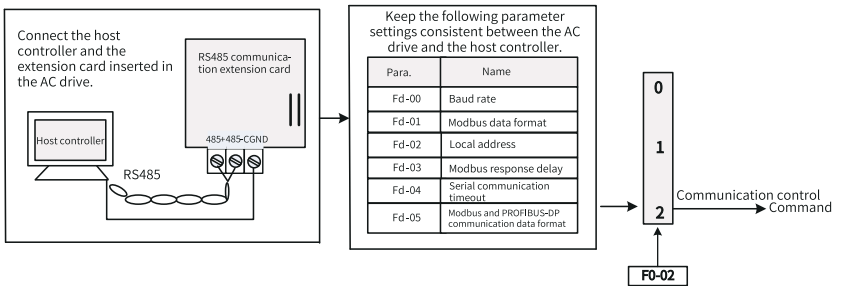 Connect the host
controller and the
extension card inserted in
the AC drive.
RS485 communica-
tion extension card
485+485-CGND
Host controller
RS485
Keep the following parameter
settings consistent between the AC
drive and the host controller.
Para. Name
Fd-00 Baud rate
Fd-01 Modbus data format
Fd-02 Local address
Fd-03 Modbus response delay
Fd-04 Serial communication
timeout
Fd-05 Modbus and PROFIBUS-DP
communication data format
0
1
2
Communication control
Command
F0-02